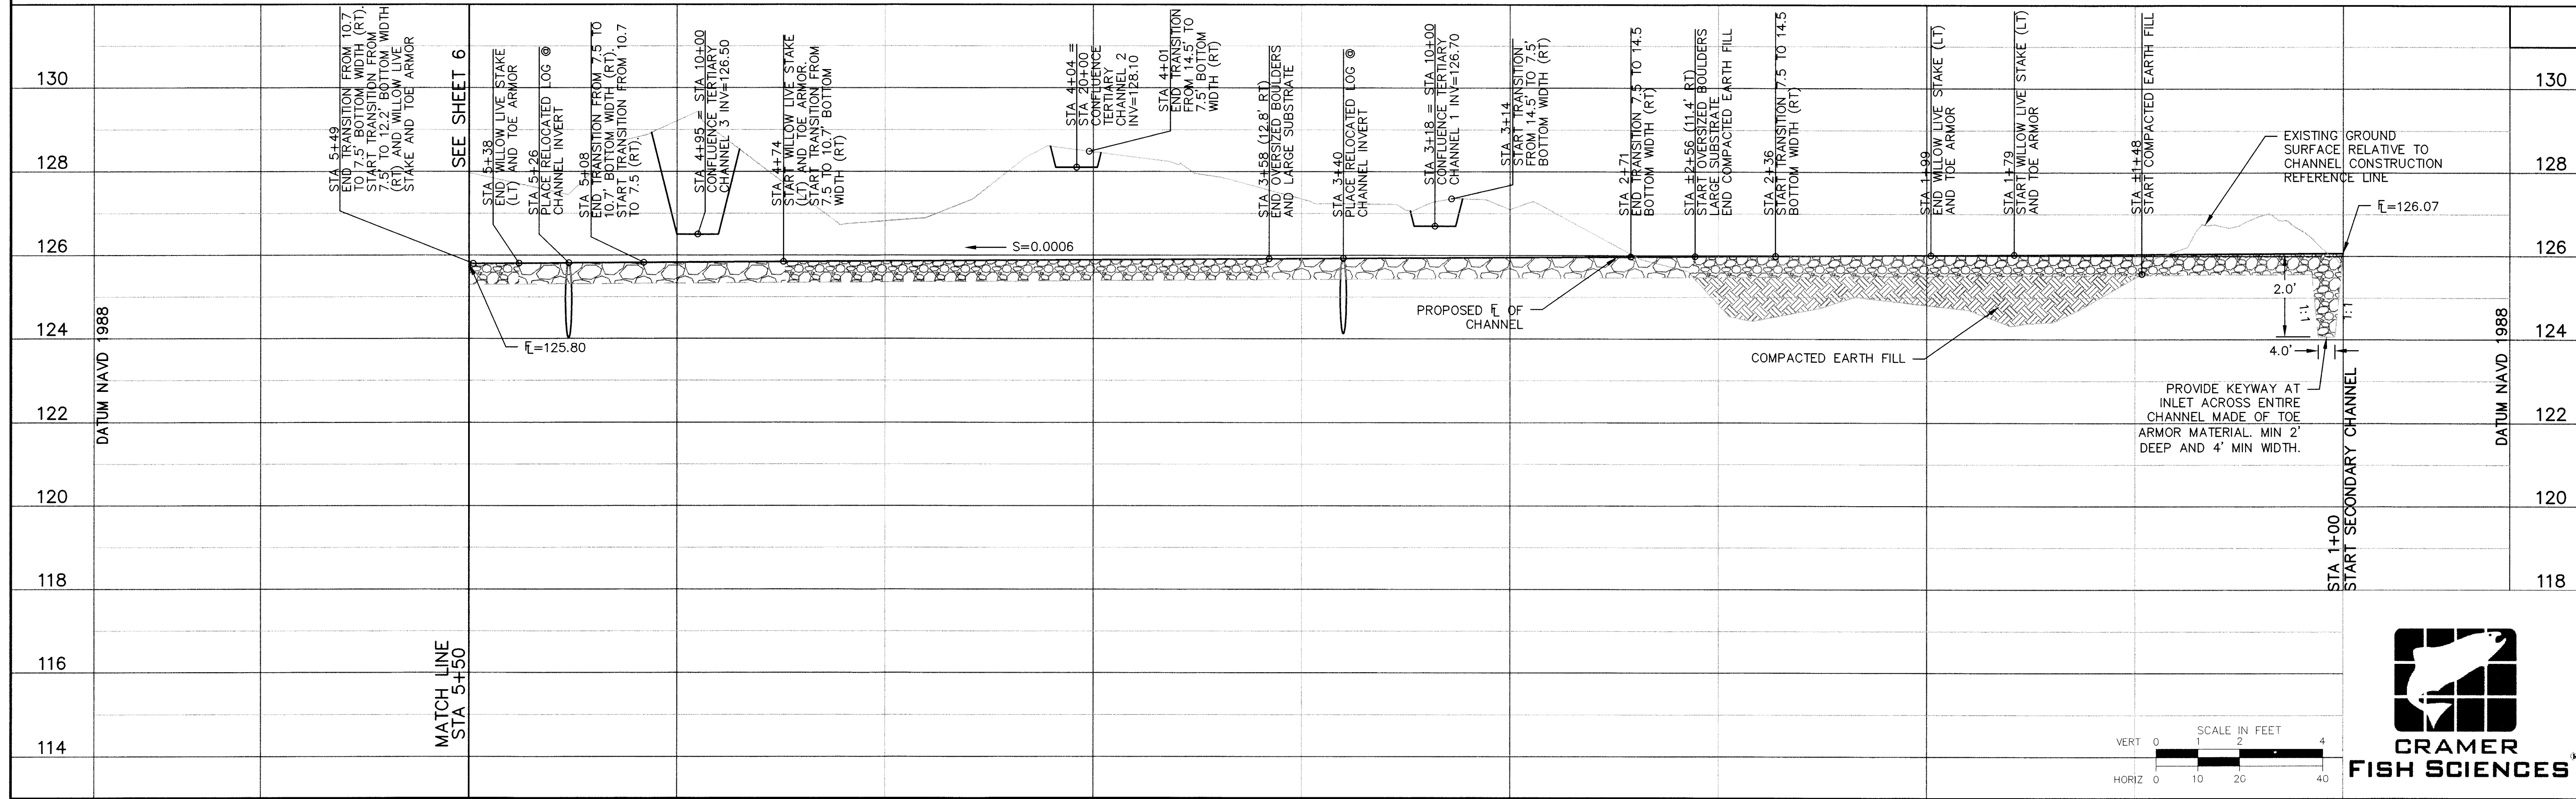 130
128
126
124
122
120
118
116
114
DATUM NAVD 1988
STA 5+49
END TRANSITION FROM 10.7
TO 7.5' BOTTOM WIDTH (RT).
START TRANSITION FROM
7.5' TO 12.2' BOTTOM WIDTH
(RT) AND WILLOW LIVE
STAKE AND TOE ARMOR
SEE SHEET 6
STA 5+38
END WILLOW LIVE STAKE
(LT) AND TOE ARMOR
STA 5+26
PLACE RELOCATED LOG @
CHANNEL INVERT
STA 5+08
END TRANSITION FROM 7.5 TO
10.7' BOTTOM WIDTH (RT).
START TRANSITION FROM 10.7
TO 7.5 (RT).
STA 4+95 = STA 10+00
CONFLUENCE TERTIARY
CHANNEL 3 INV=126.50
STA 4+74
START WILLOW LIVE STAKE
(LT) AND TOE ARMOR.
START TRANSITION FROM
7.5 TO 10.7' BOTTOM
WIDTH (RT)
STA 4+04 =
STA 20+00
CONFLUENCE
TERTIARY
CHANNEL 2
INV=128.10
STA 4+01
END TRANSITION
FROM 14.5' TO
7.5' BOTTOM
WIDTH (RT)
STA 3+58 (12.8' RT)
END OVERSIZED BOULDERS
AND LARGE SUBSTRATE
STA 3+40
PLACE RELOCATED LOG @
CHANNEL INVERT
STA 3+18 = STA 10+00
CONFLUENCE TERTIARY
CHANNEL 1 INV=126.70
STA 3+14
START TRANSITION
FROM 14.5' TO 7.5'
BOTTOM WIDTH (RT)
STA 2+71
END TRANSITION 7.5 TO 14.5
BOTTOM WIDTH (RT)
STA ±2+56 (11.4' RT)
START OVERSIZED BOULDERS
LARGE SUBSTRATE
END COMPACTED EARTH FILL
STA 2+36
START TRANSITION 7.5 TO 14.5
BOTTOM WIDTH (RT)
STA 1+99
END WILLOW LIVE STAKE (LT)
AND TOE ARMOR
STA 1+79
START WILLOW LIVE STAKE (LT)
AND TOE ARMOR
STA ±1+48
START COMPACTED EARTH FILL
EXISTING GROUND
SURFACE RELATIVE TO
CHANNEL CONSTRUCTION
REFERENCE LINE
FL=126.07
S=0.0006
FL=125.80
PROPOSED FL OF
CHANNEL
COMPACTED EARTH FILL
2.0'
1:1
1:1
4.0'
PROVIDE KEYWAY AT
INLET ACROSS ENTIRE
CHANNEL MADE OF TOE
ARMOR MATERIAL. MIN 2'
DEEP AND 4' MIN WIDTH.
STA 1+00
START SECONDARY CHANNEL
MATCH LINE
STA 5+50
DATUM NAVD 1988
130
128
126
124
122
120
118
SCALE IN FEET
VERT 0 1 2 4
HORIZ 0 10 20 40
CRAMER
FISH SCIENCES®